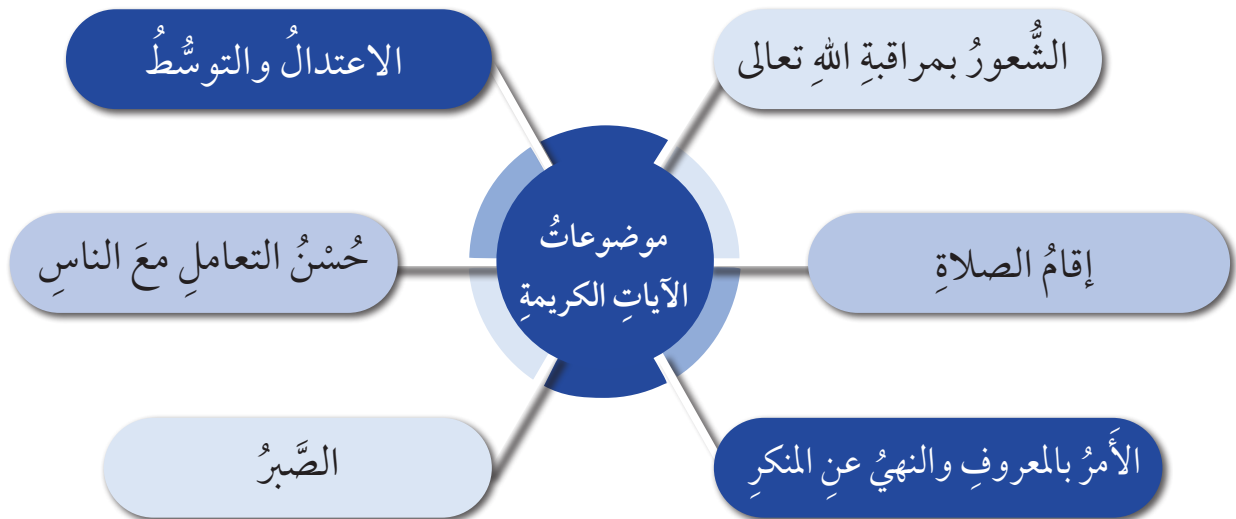 الشُّعورُ بمراقبةِ اللهِ تعالى
الاعتدالُ والتوسُّطُ
موضوعاتُ
الآياتِ الكريمةِ
إقامُ الصلاةِ
حُسْنُ التعاملِ معَ الناسِ
الأَمرُ بالمعروفِ والنهيُ عنِ المنكرِ
الصَّبرُ